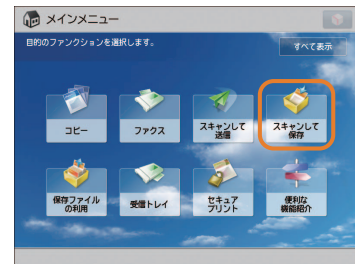 メインメニュー
目的のファンクションを選択します。
すべて表示
コピー
ファクス
スキャンして
送信
スキャンして
保存
保存ファイル
の利用
受信トレイ
セキュア
プリント
便利な
機能紹介